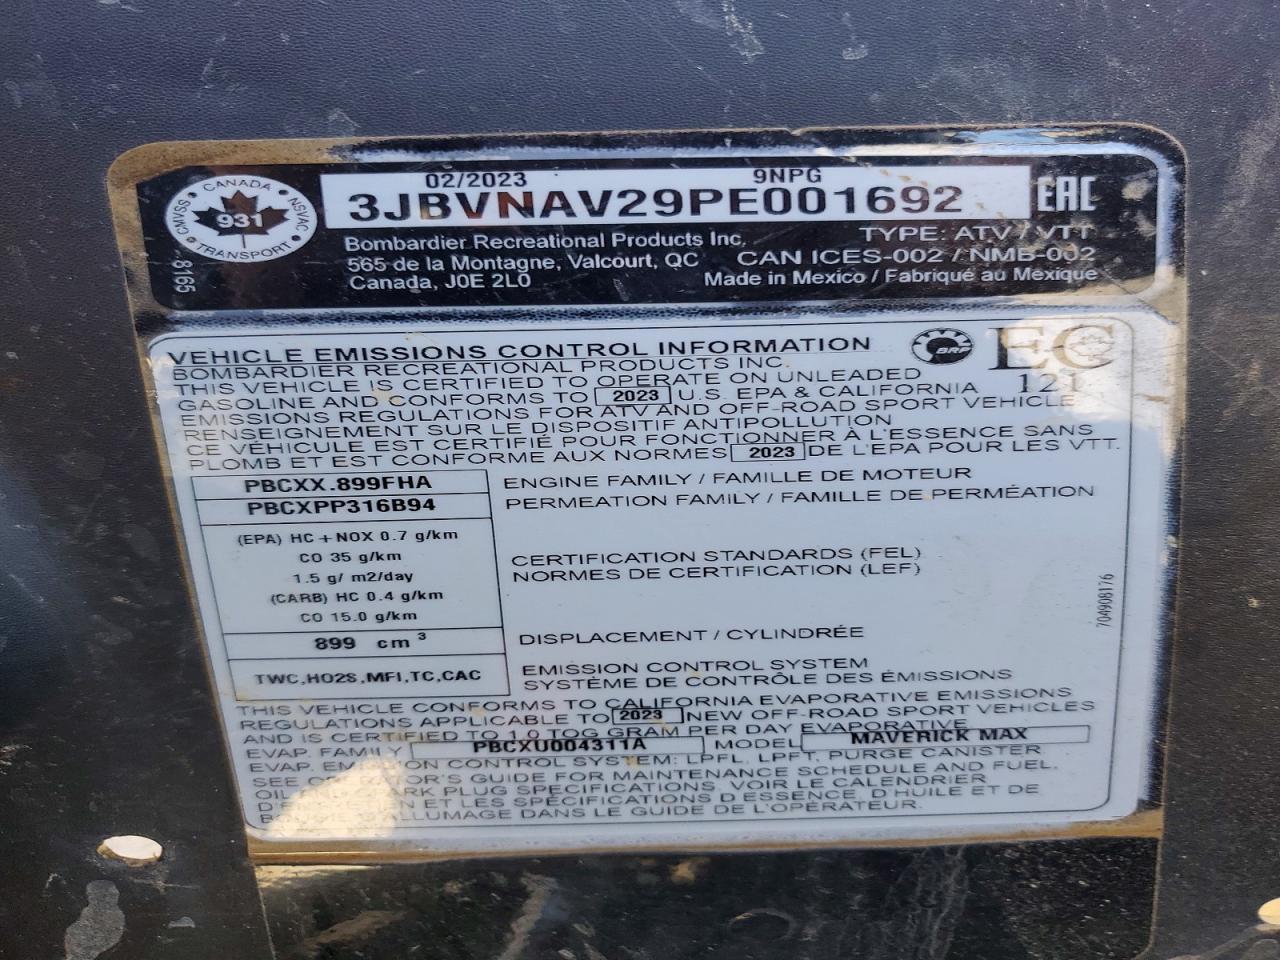 CANADA
CMVSS
NSVAC
931
TRANSPORT
8165
02/2023 9NPG
3JBVNAV29PE001692
EAC
Bombardier Recreational Products Inc. TYPE: ATV / VTT
565 de la Montagne, Valcourt, QC CAN ICES-002 / NMB-002
Canada, J0E 2L0 Made in Mexico / Fabriqué au Mexique
VEHICLE EMISSIONS CONTROL INFORMATION
BRP
EC
121
BOMBARDIER RECREATIONAL PRODUCTS INC.
THIS VEHICLE IS CERTIFIED TO OPERATE ON UNLEADED
GASOLINE AND CONFORMS TO 2023 U.S. EPA & CALIFORNIA
EMISSIONS REGULATIONS FOR ATV AND OFF-ROAD SPORT VEHICLE
RENSEIGNEMENT SUR LE DISPOSITIF ANTIPOLLUTION
CE VÉHICULE EST CERTIFIÉ POUR FONCTIONNER À L'ESSENCE SANS
PLOMB ET EST CONFORME AUX NORMES 2023 DE L'EPA POUR LES VTT.
PBCXX.899FHA ENGINE FAMILY / FAMILLE DE MOTEUR
PBCXPP316B94 PERMEATION FAMILY / FAMILLE DE PERMÉATION
(EPA) HC + NOX 0.7 g/km
CO 35 g/km
1.5 g/ m2/day
(CARB) HC 0.4 g/km
CO 15.0 g/km
CERTIFICATION STANDARDS (FEL)
NORMES DE CERTIFICATION (LEF)
704908176
899 cm³ DISPLACEMENT / CYLINDRÉE
TWC,HO2S,MFI,TC,CAC EMISSION CONTROL SYSTEM
SYSTÈME DE CONTRÔLE DES ÉMISSIONS
THIS VEHICLE CONFORMS TO CALIFORNIA EVAPORATIVE EMISSIONS
REGULATIONS APPLICABLE TO 2023 NEW OFF-ROAD SPORT VEHICLES
AND IS CERTIFIED TO 1.0 TOG GRAM PER DAY EVAPORATIVE
EVAP. FAMILY PBCXU004311A MODEL MAVERICK MAX
EVAP. EMISSION CONTROL SYSTEM: LPFL, LPFT, PURGE CANISTER
SEE OPERATOR'S GUIDE FOR MAINTENANCE SCHEDULE AND FUEL,
OIL PLUG SPECIFICATIONS. VOIR LE CALENDRIER
D'ENTRETIEN ET LES SPÉCIFICATIONS D'ESSENCE, D'HUILE ET DE
BOUGIE D'ALLUMAGE DANS LE GUIDE DE L'OPÉRATEUR.